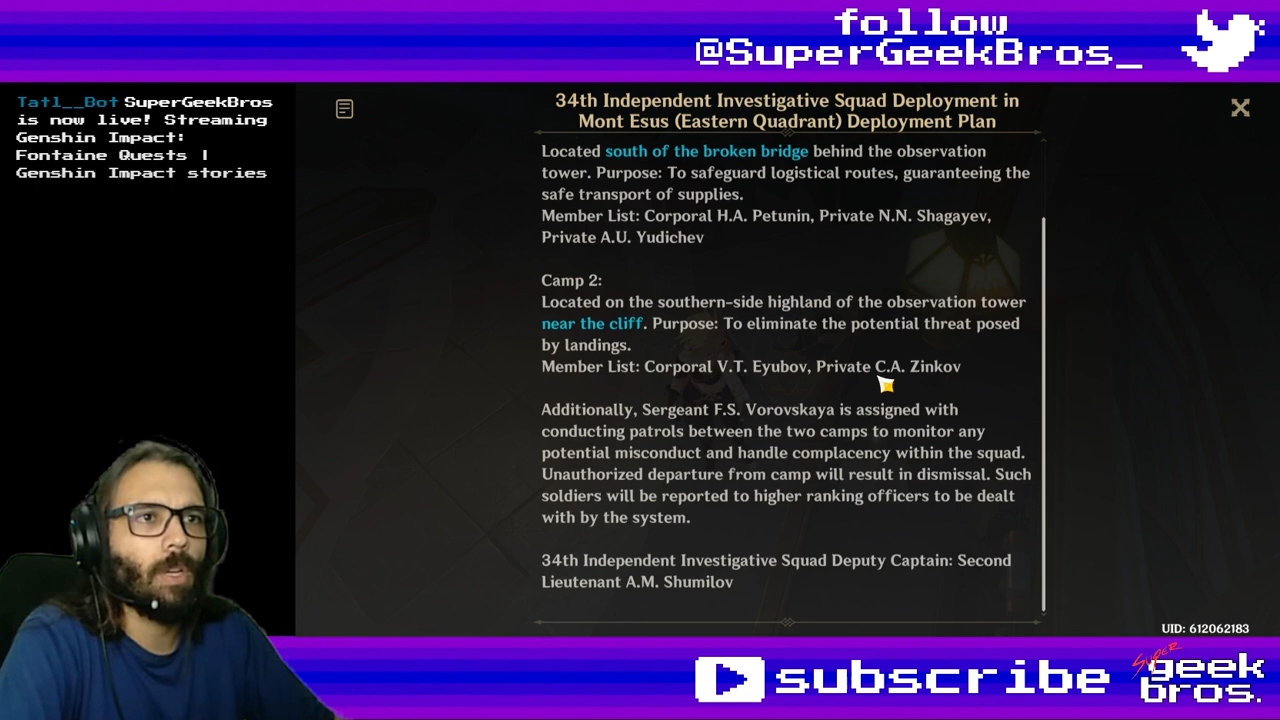 follow
@SuperGeekBros_
Tatl__Bot SuperGeekBros
is now live! Streaming
Genshin Impact:
Fontaine Quests |
Genshin Impact stories
34th Independent Investigative Squad Deployment in
Mont Esus (Eastern Quadrant) Deployment Plan
Located south of the broken bridge behind the observation
tower. Purpose: To safeguard logistical routes, guaranteeing the
safe transport of supplies.
Member List: Corporal H.A. Petunin, Private N.N. Shagayev,
Private A.U. Yudichev
Camp 2:
Located on the southern-side highland of the observation tower
near the cliff. Purpose: To eliminate the potential threat posed
by landings.
Member List: Corporal V.T. Eyubov, Private C.A. Zinkov
Additionally, Sergeant F.S. Vorovskaya is assigned with
conducting patrols between the two camps to monitor any
potential misconduct and handle complacency within the squad.
Unauthorized departure from camp will result in dismissal. Such
soldiers will be reported to higher ranking officers to be dealt
with by the system.
34th Independent Investigative Squad Deputy Captain: Second
Lieutenant A.M. Shumilov
UID: 612062183
subscribe
super
geek
bros.